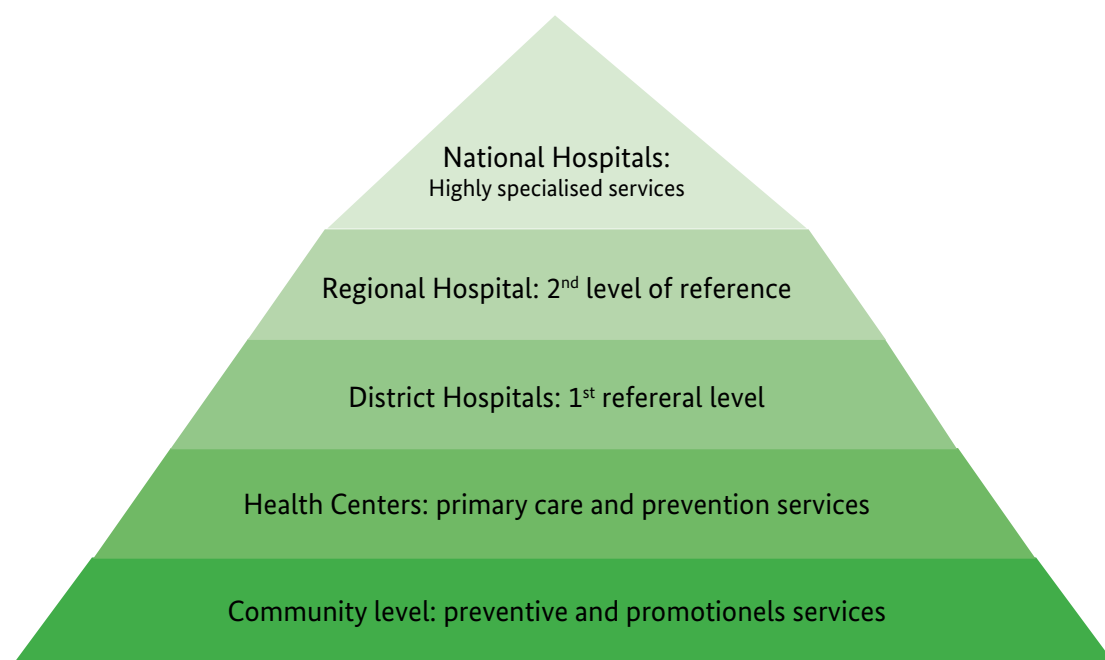 National Hospitals:
Highly specialised services
Regional Hospital: 2nd level of reference
District Hospitals: 1st refereral level
Health Centers: primary care and prevention services
Community level: preventive and promotionels services